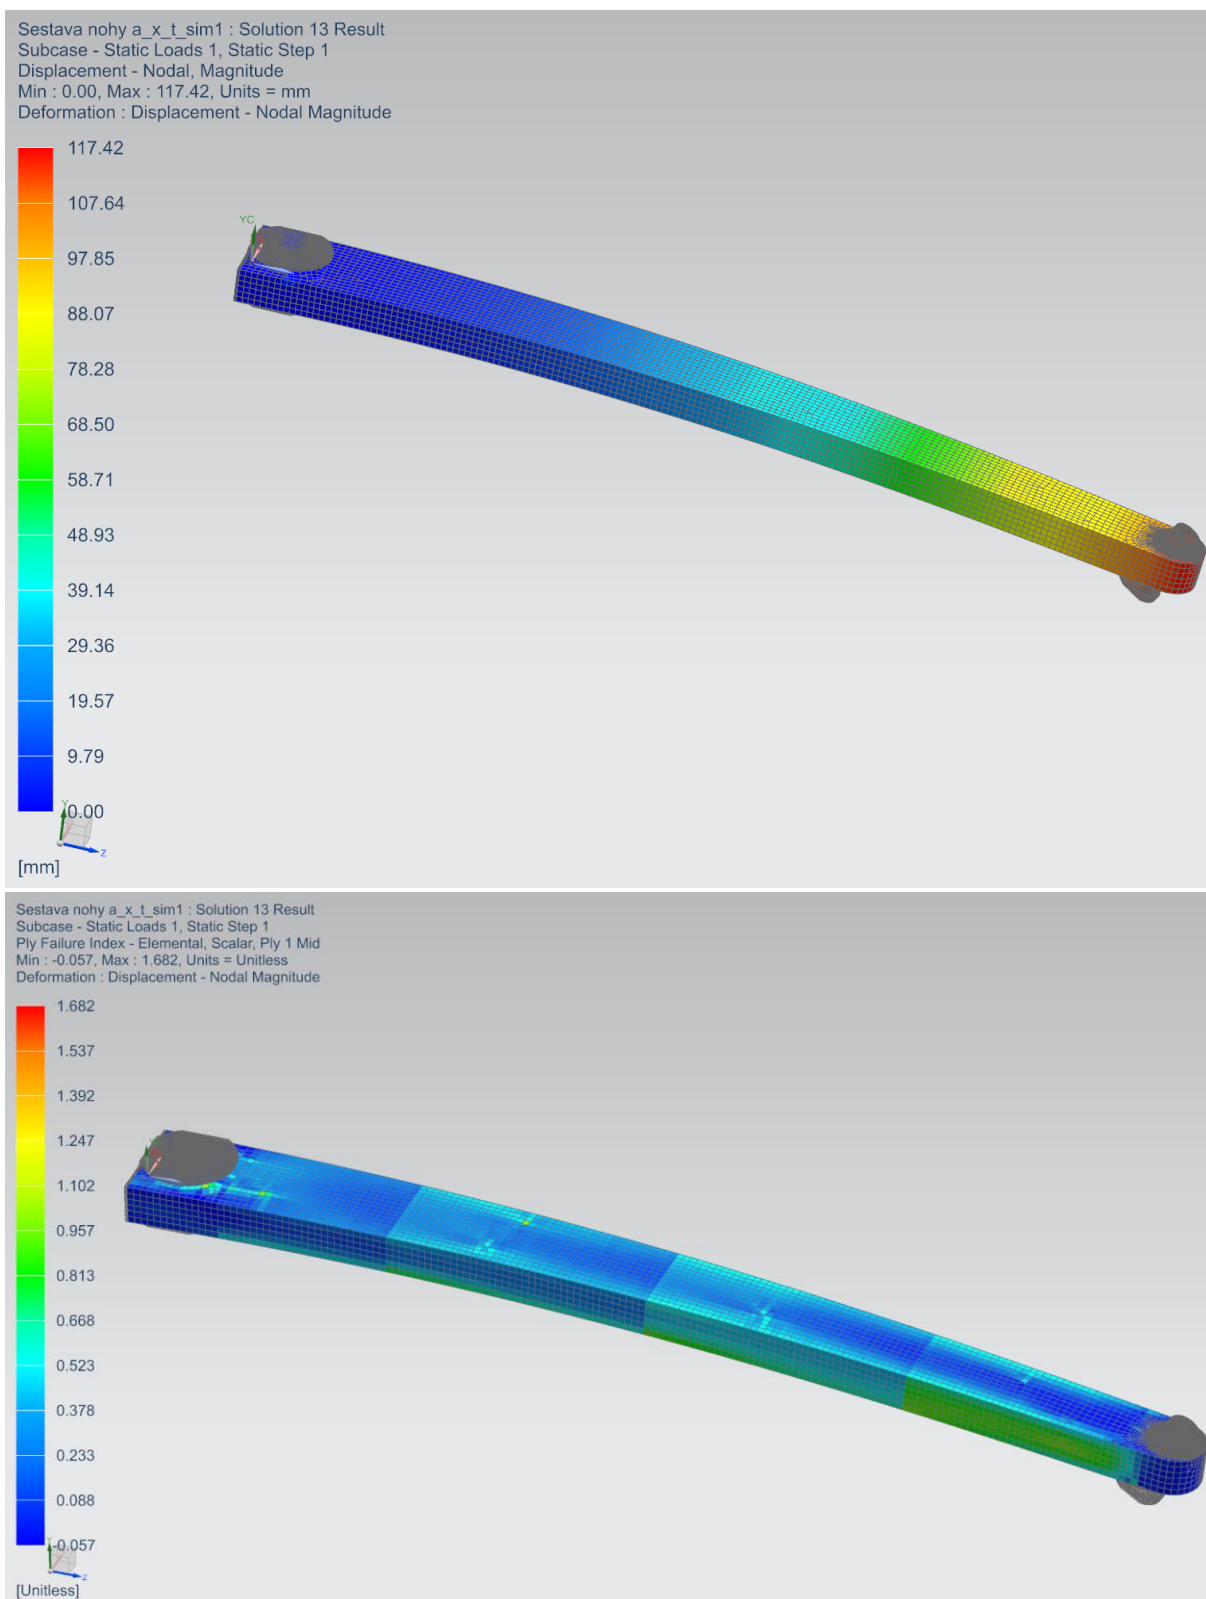 Sestava nohy a_x_t_sim1 : Solution 13 Result
Subcase - Static Loads 1, Static Step 1
Displacement - Nodal, Magnitude
Min : 0.00, Max : 117.42, Units = mm
Deformation : Displacement - Nodal Magnitude
117.42
107.64
97.85
88.07
78.28
68.50
58.71
48.93
39.14
29.36
19.57
9.79
0.00
[mm]
YC
Y
Z
Sestava nohy a_x_t_sim1 : Solution 13 Result
Subcase - Static Loads 1, Static Step 1
Ply Failure Index - Elemental, Scalar, Ply 1 Mid
Min : -0.057, Max : 1.682, Units = Unitless
Deformation : Displacement - Nodal Magnitude
1.682
1.537
1.392
1.247
1.102
0.957
0.813
0.668
0.523
0.378
0.233
0.088
-0.057
[Unitless]
Y
Z